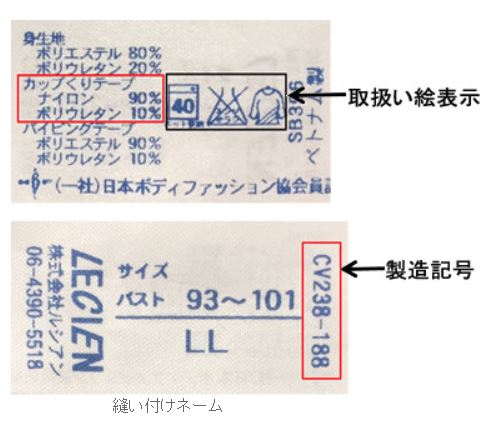 身生地
ポリエステル 80%
ポリウレタン 20%
カップくりテープ
ナイロン 90%
ポリウレタン 10%
パイピングテープ
ポリエステル 90%
ポリウレタン 10%
(一社)日本ボディファッション協会員
40
取扱い絵表示
株式会社ルシアン
06-4390-5518
LECIEN
サイズ
バスト 93〜101
LL
CV238-188
製造記号
縫い付けネーム